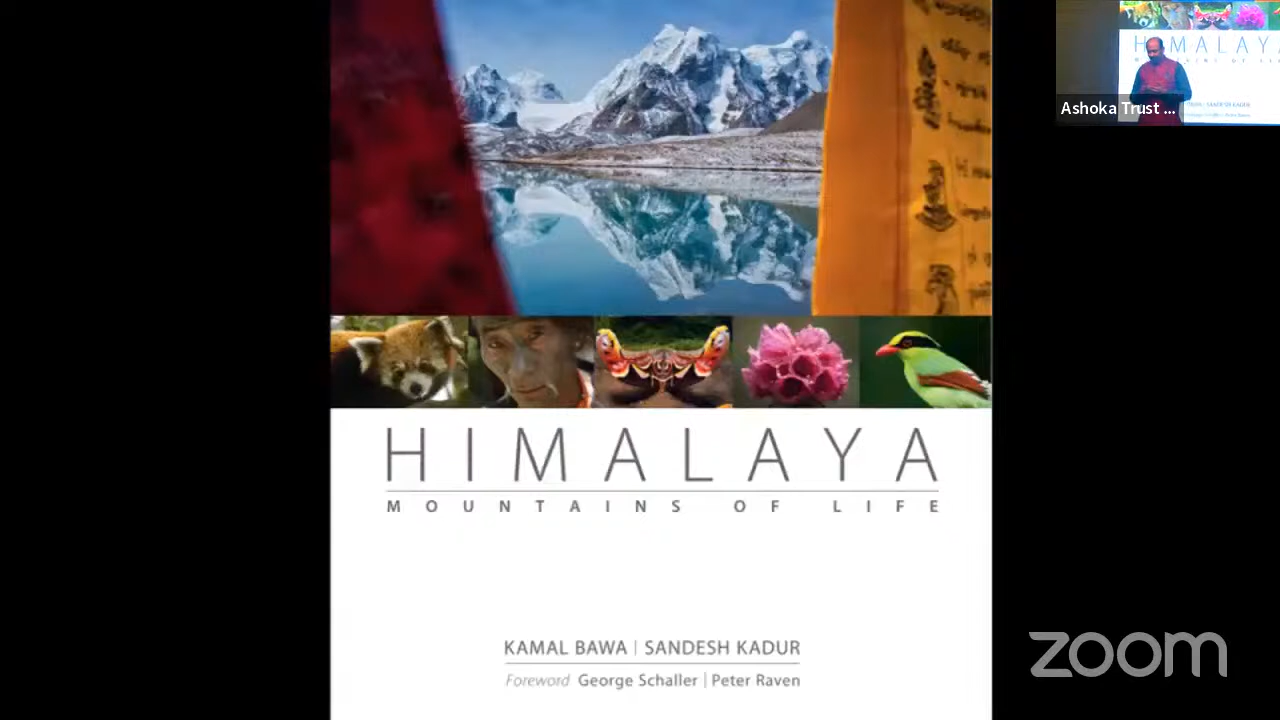 HIMALAYA
MOUNTAINS OF LIFE
KAMAL BAWA | SANDESH KADUR
Foreword George Schaller | Peter Raven
Ashoka Trust ...
zoom